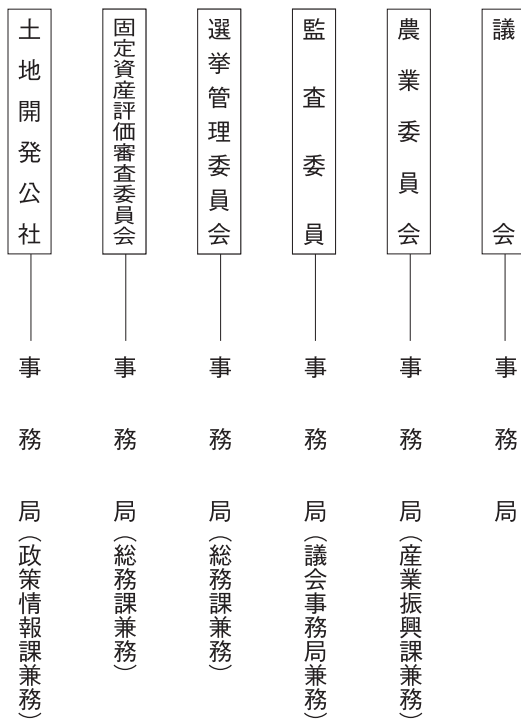 議会
事務局
農業委員会
事務局(産業振興課兼務)
監査委員
事務局(議会事務局兼務)
選挙管理委員会
事務局(総務課兼務)
固定資産評価審査委員会
事務局(総務課兼務)
土地開発公社
事務局(政策情報課兼務)